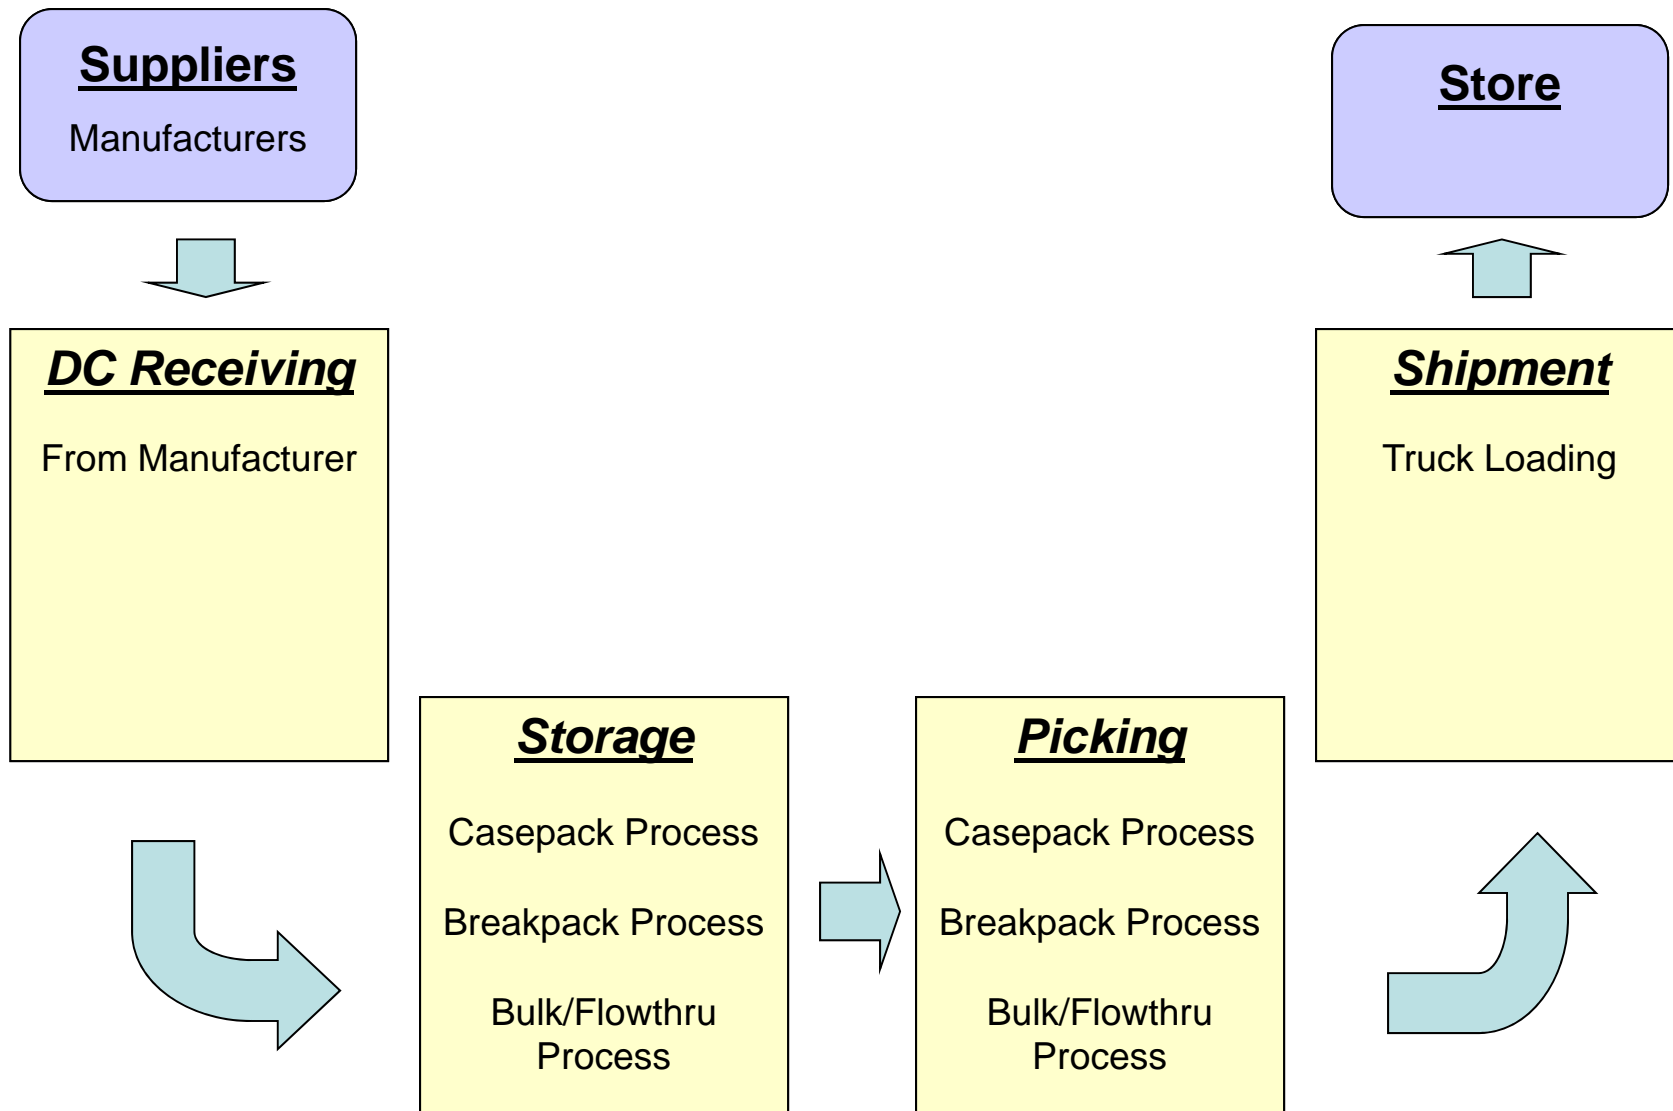 Suppliers
Manufacturers
Store
DC Receiving
From Manufacturer
Shipment
Truck Loading
Storage
Casepack Process
Breakpack Process
Bulk/Flowthru
Process
Picking
Casepack Process
Breakpack Process
Bulk/Flowthru
Process